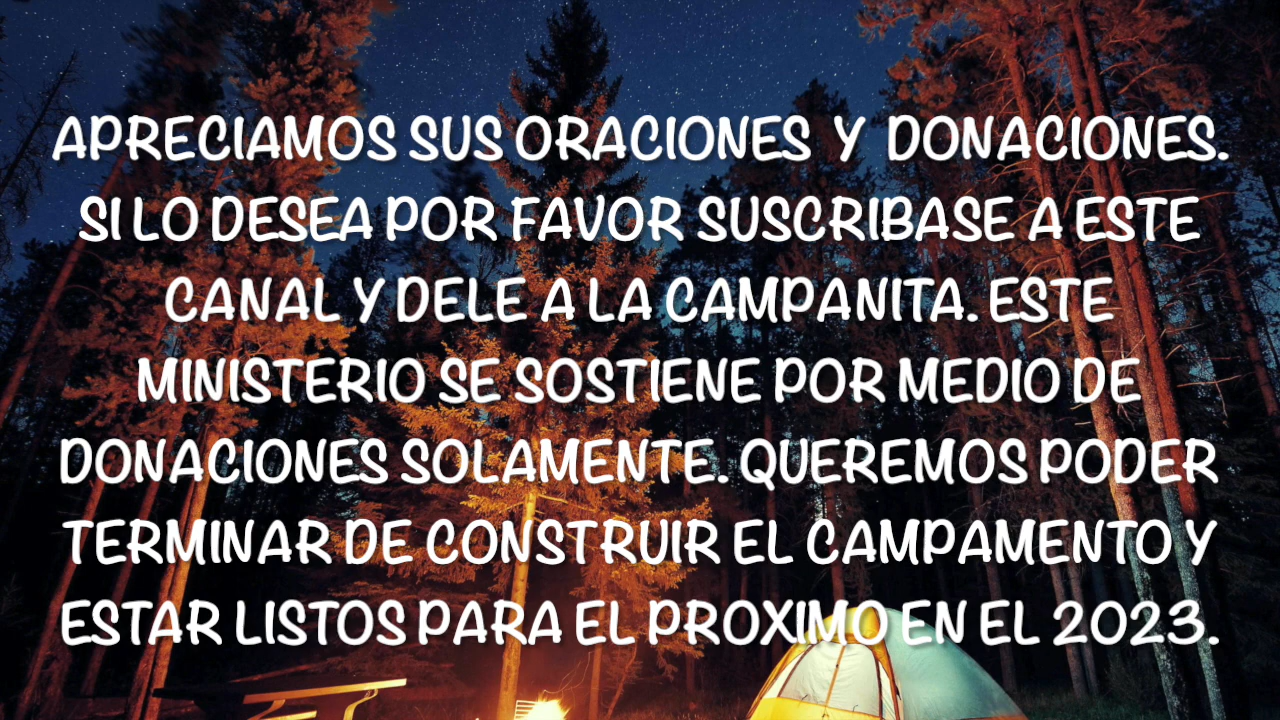 APRECIAMOS SUS ORACIONES Y DONACIONES.
SI LO DESEA POR FAVOR SUSCRIBASE A ESTE
CANAL Y DELE A LA CAMPANITA. ESTE
MINISTERIO SE SOSTIENE POR MEDIO DE
DONACIONES SOLAMENTE. QUEREMOS PODER
TERMINAR DE CONSTRUIR EL CAMPAMENTO Y
ESTAR LISTOS PARA EL PROXIMO EN EL 2023.